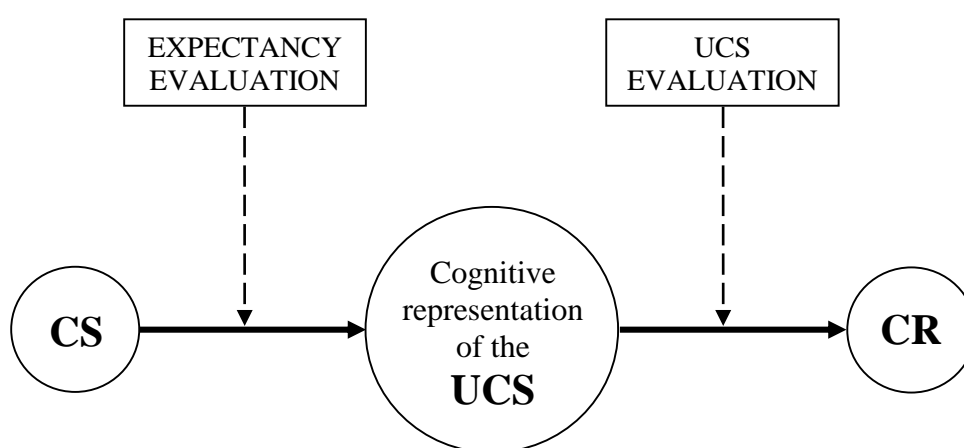 EXPECTANCY
EVALUATION
UCS
EVALUATION
CS
Cognitive
representation
of the
UCS
CR